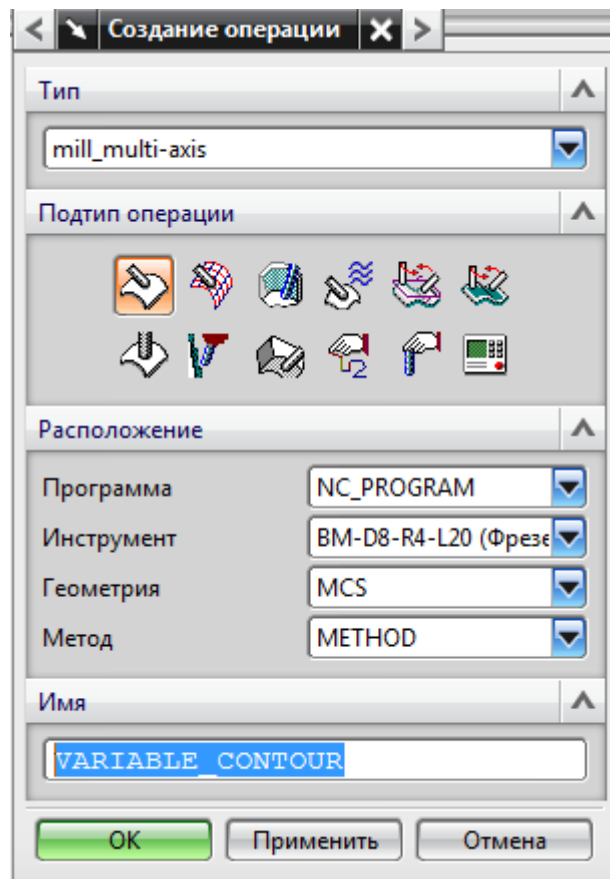 Создание операции
Тип
mill_multi-axis
Подтип операции
Расположение
Программа NC_PROGRAM
Инструмент BM-D8-R4-L20 (Фрезе
Геометрия MCS
Метод METHOD
Имя
VARIABLE_CONTOUR
OK Применить Отмена